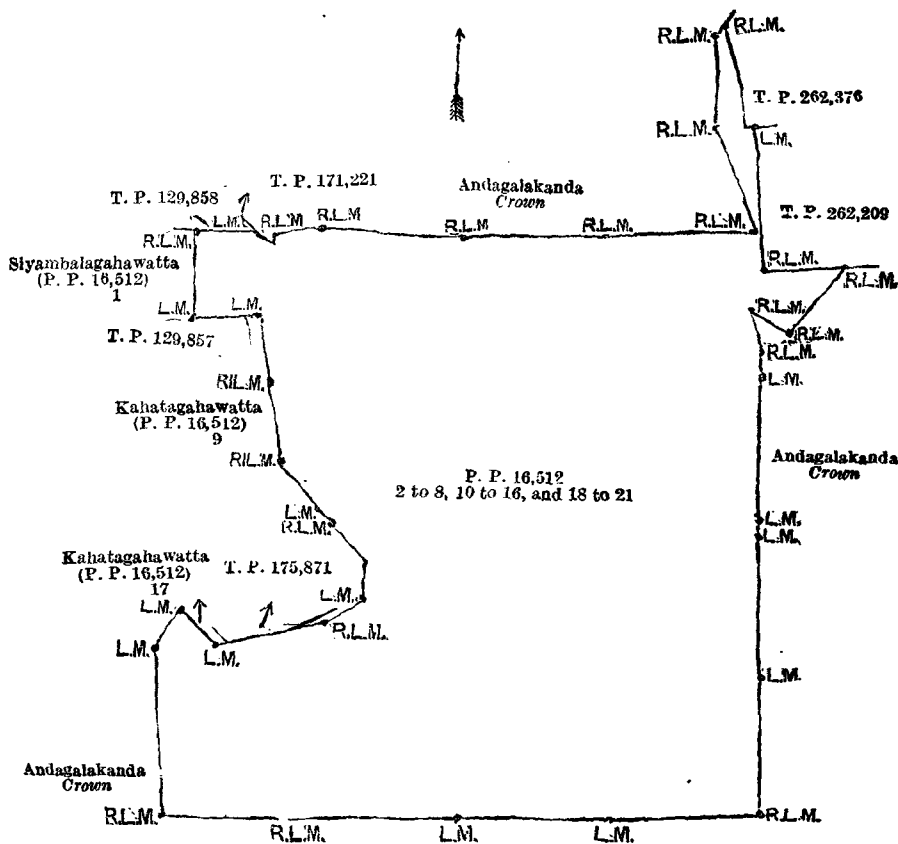 R.L.M.
R.L.M.
T. P. 262,376
R.L.M.
L.M.
T. P. 171,221
T. P. 129,858
Andagalakanda
Crown
L.M.
R.L.M
R.L.M
R.L.M
R.L.M.
R.L.M.
T. P. 262,209
R.L.M.
Siyambalagahawatta
(P. P. 16,512)
1
R.L.M.
R.L.M.
L.M.
L.M.
R.L.M.
T. P. 129,857
R.L.M.
R.L.M.
L.M.
RIL.M.
Kahatagahawatta
(P. P. 16,512)
9
RIL.M.
Andagalakanda
Crown
P. P. 16,512
2 to 8, 10 to 16, and 18 to 21
L.M.
R.L.M.
L.M.
L.M.
Kahatagahawatta
(P. P. 16,512)
17
T. P. 175,871
L.M.
L.M.
R.L.M.
L.M.
L.M.
L.M.
Andagalakanda
Crown
R.L.M.
R.L.M.
L.M.
L.M.
R.L.M.